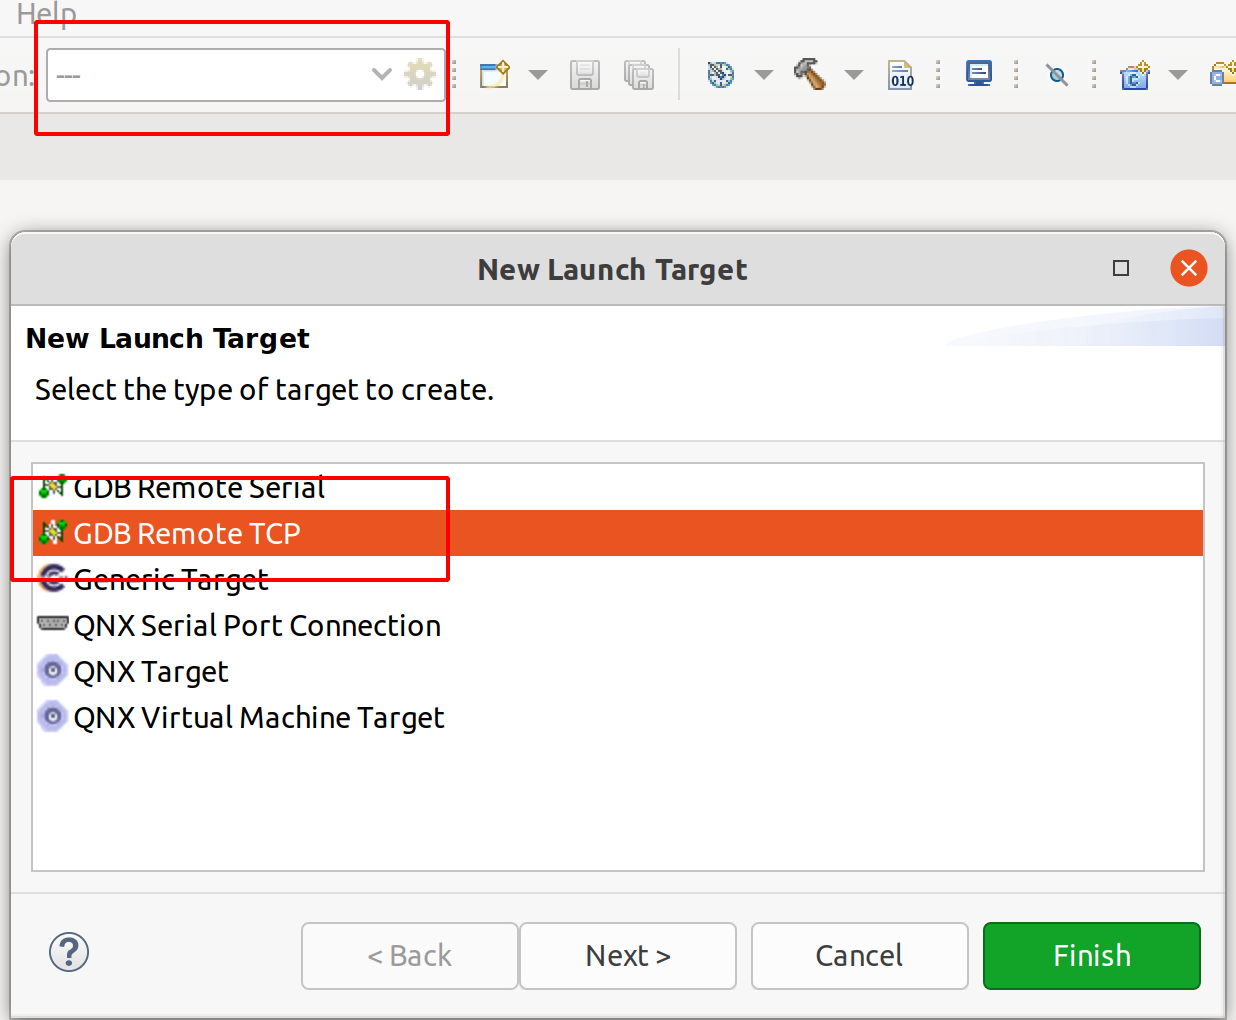 Help
on:
---
010
New Launch Target
New Launch Target
Select the type of target to create.
GDB Remote Serial
GDB Remote TCP
Generic Target
QNX Serial Port Connection
QNX Target
QNX Virtual Machine Target
< Back
Next >
Cancel
Finish